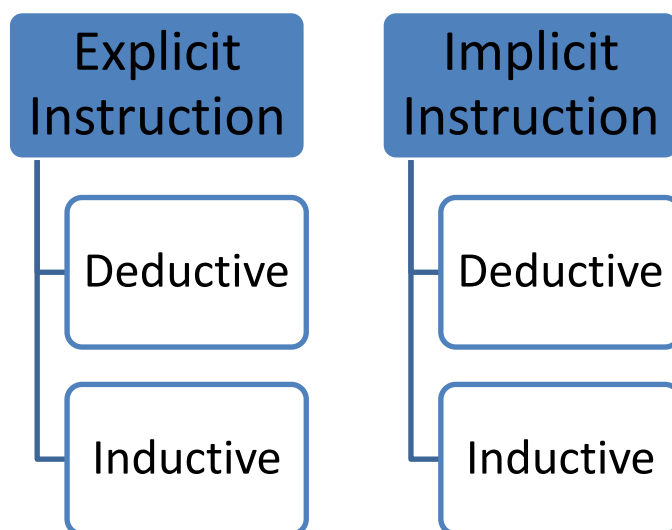 Explicit
Instruction
Deductive
Inductive
Implicit
Instruction
Deductive
Inductive